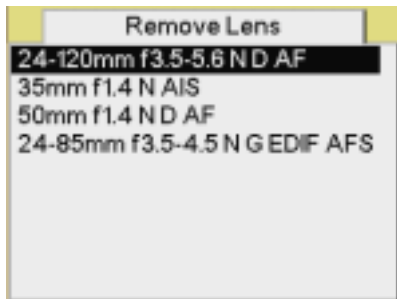 Remove Lens
24-120mm f3.5-5.6 N D AF
35mm f1.4 N AIS
50mm f1.4 N D AF
24-85mm f3.5-4.5 N G EDIF AFS